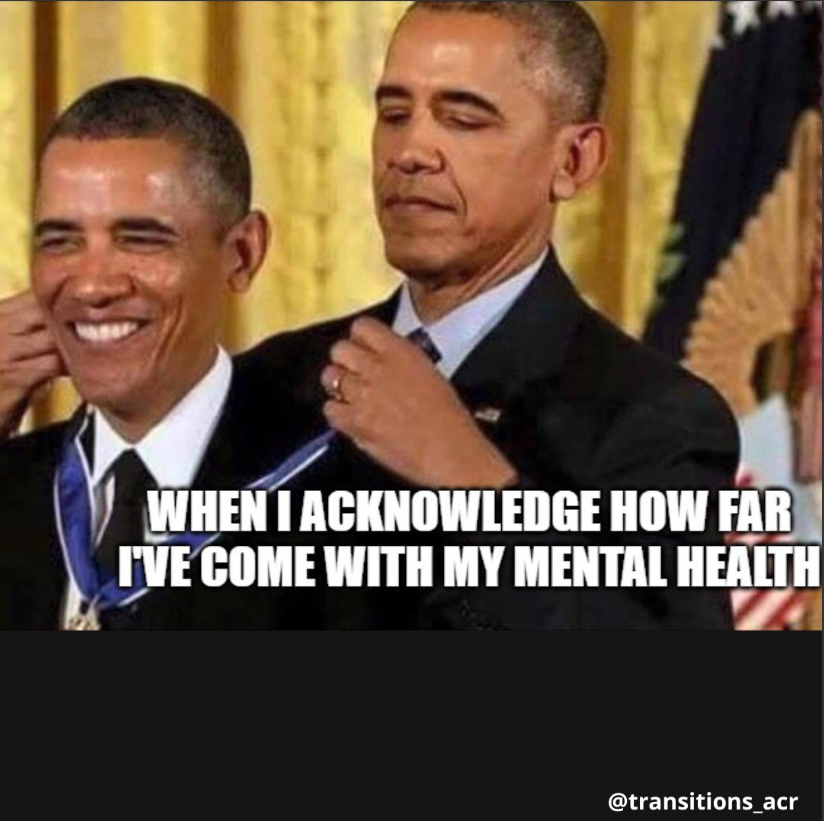 WHEN I ACKNOWLEDGE HOW FAR
I'VE COME WITH MY MENTAL HEALTH
@transitions_acr